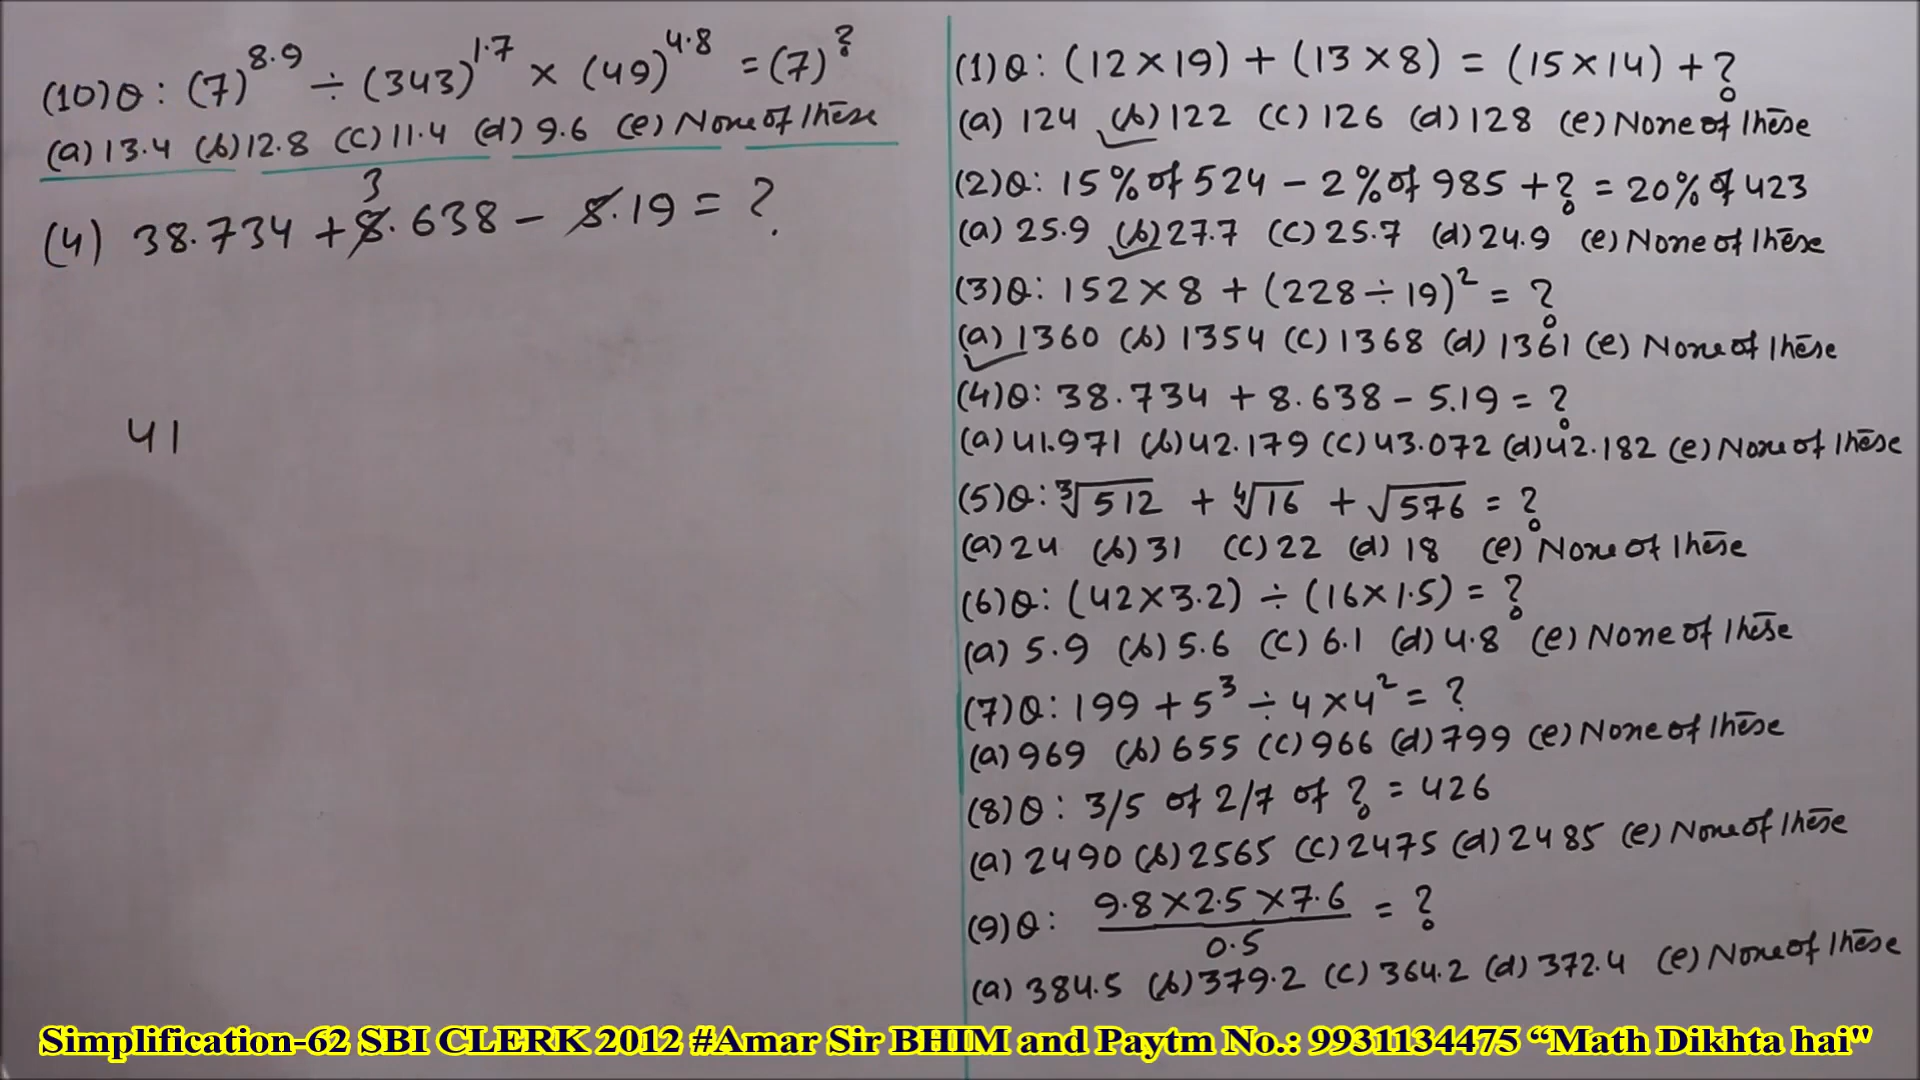 (10)Q: (7)^8.9 ÷ (343)^1.7 × (49)^4.8 = (7)^?
(a) 13.4 (b) 12.8 (c) 11.4 (d) 9.6 (e) None of these
3
(4) 38.734 + 8.638 - 5.19 = ?
41
(1)Q: (12×19) + (13×8) = (15×14) + ?
(a) 124 (b) 122 (c) 126 (d) 128 (e) None of these
(2)Q: 15% of 524 - 2% of 985 + ? = 20% of 423
(a) 25.9 (b) 27.7 (c) 25.7 (d) 24.9 (e) None of these
(3)Q: 152 × 8 + (228 ÷ 19)² = ?
(a) 1360 (b) 1354 (c) 1368 (d) 1361 (e) None of these
(4)Q: 38.734 + 8.638 - 5.19 = ?
(a) 41.971 (b) 42.179 (c) 43.072 (d) 42.182 (e) None of these
(5)Q: ∛512 + ∜16 + √576 = ?
(a) 24 (b) 31 (c) 22 (d) 18 (e) None of these
(6)Q: (42×3.2) ÷ (16×1.5) = ?
(a) 5.9 (b) 5.6 (c) 6.1 (d) 4.8 (e) None of these
(7)Q: 199 + 5³ ÷ 4 × 4² = ?
(a) 969 (b) 655 (c) 966 (d) 799 (e) None of these
(8)Q: 3/5 of 2/7 of ? = 426
(a) 2490 (b) 2565 (c) 2475 (d) 2485 (e) None of these
(9)Q: 9.8×2.5×7.6 = ?
0.5
(a) 384.5 (b) 379.2 (c) 364.2 (d) 372.4 (e) None of these
Simplification-62 SBI CLERK 2012 #Amar Sir BHIM and Paytm No.: 9931134475 “Math Dikhta hai"